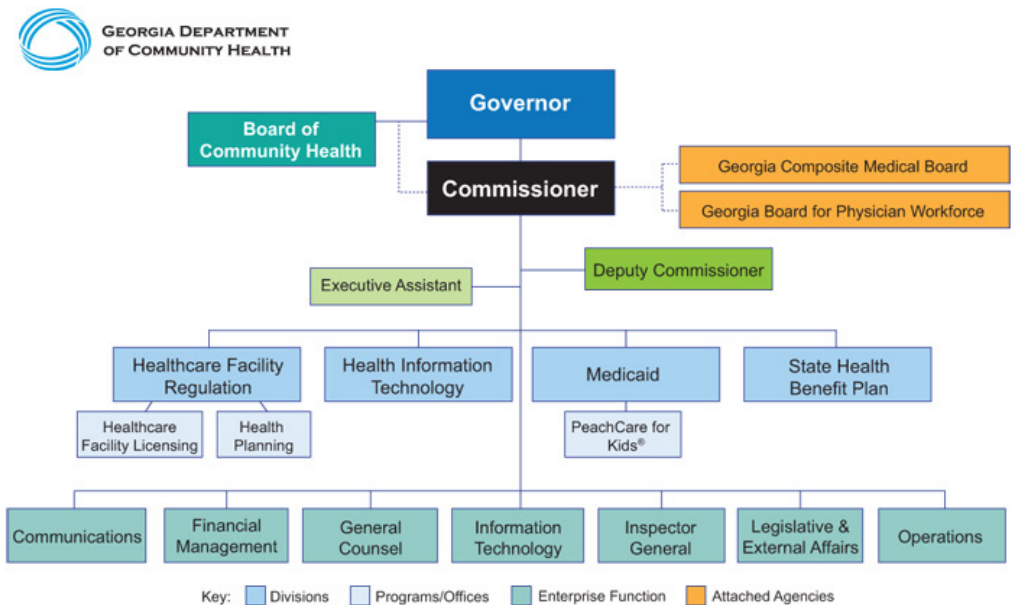 GEORGIA DEPARTMENT
OF COMMUNITY HEALTH
Governor
Board of
Community Health
Commissioner
Georgia Composite Medical Board
Georgia Board for Physician Workforce
Deputy Commissioner
Executive Assistant
Healthcare Facility
Regulation
Health Information
Technology
Medicaid
State Health
Benefit Plan
Healthcare
Facility Licensing
Health
Planning
PeachCare for
Kids®
Communications
Financial
Management
General
Counsel
Information
Technology
Inspector
General
Legislative &
External Affairs
Operations
Key: Divisions Programs/Offices Enterprise Function Attached Agencies